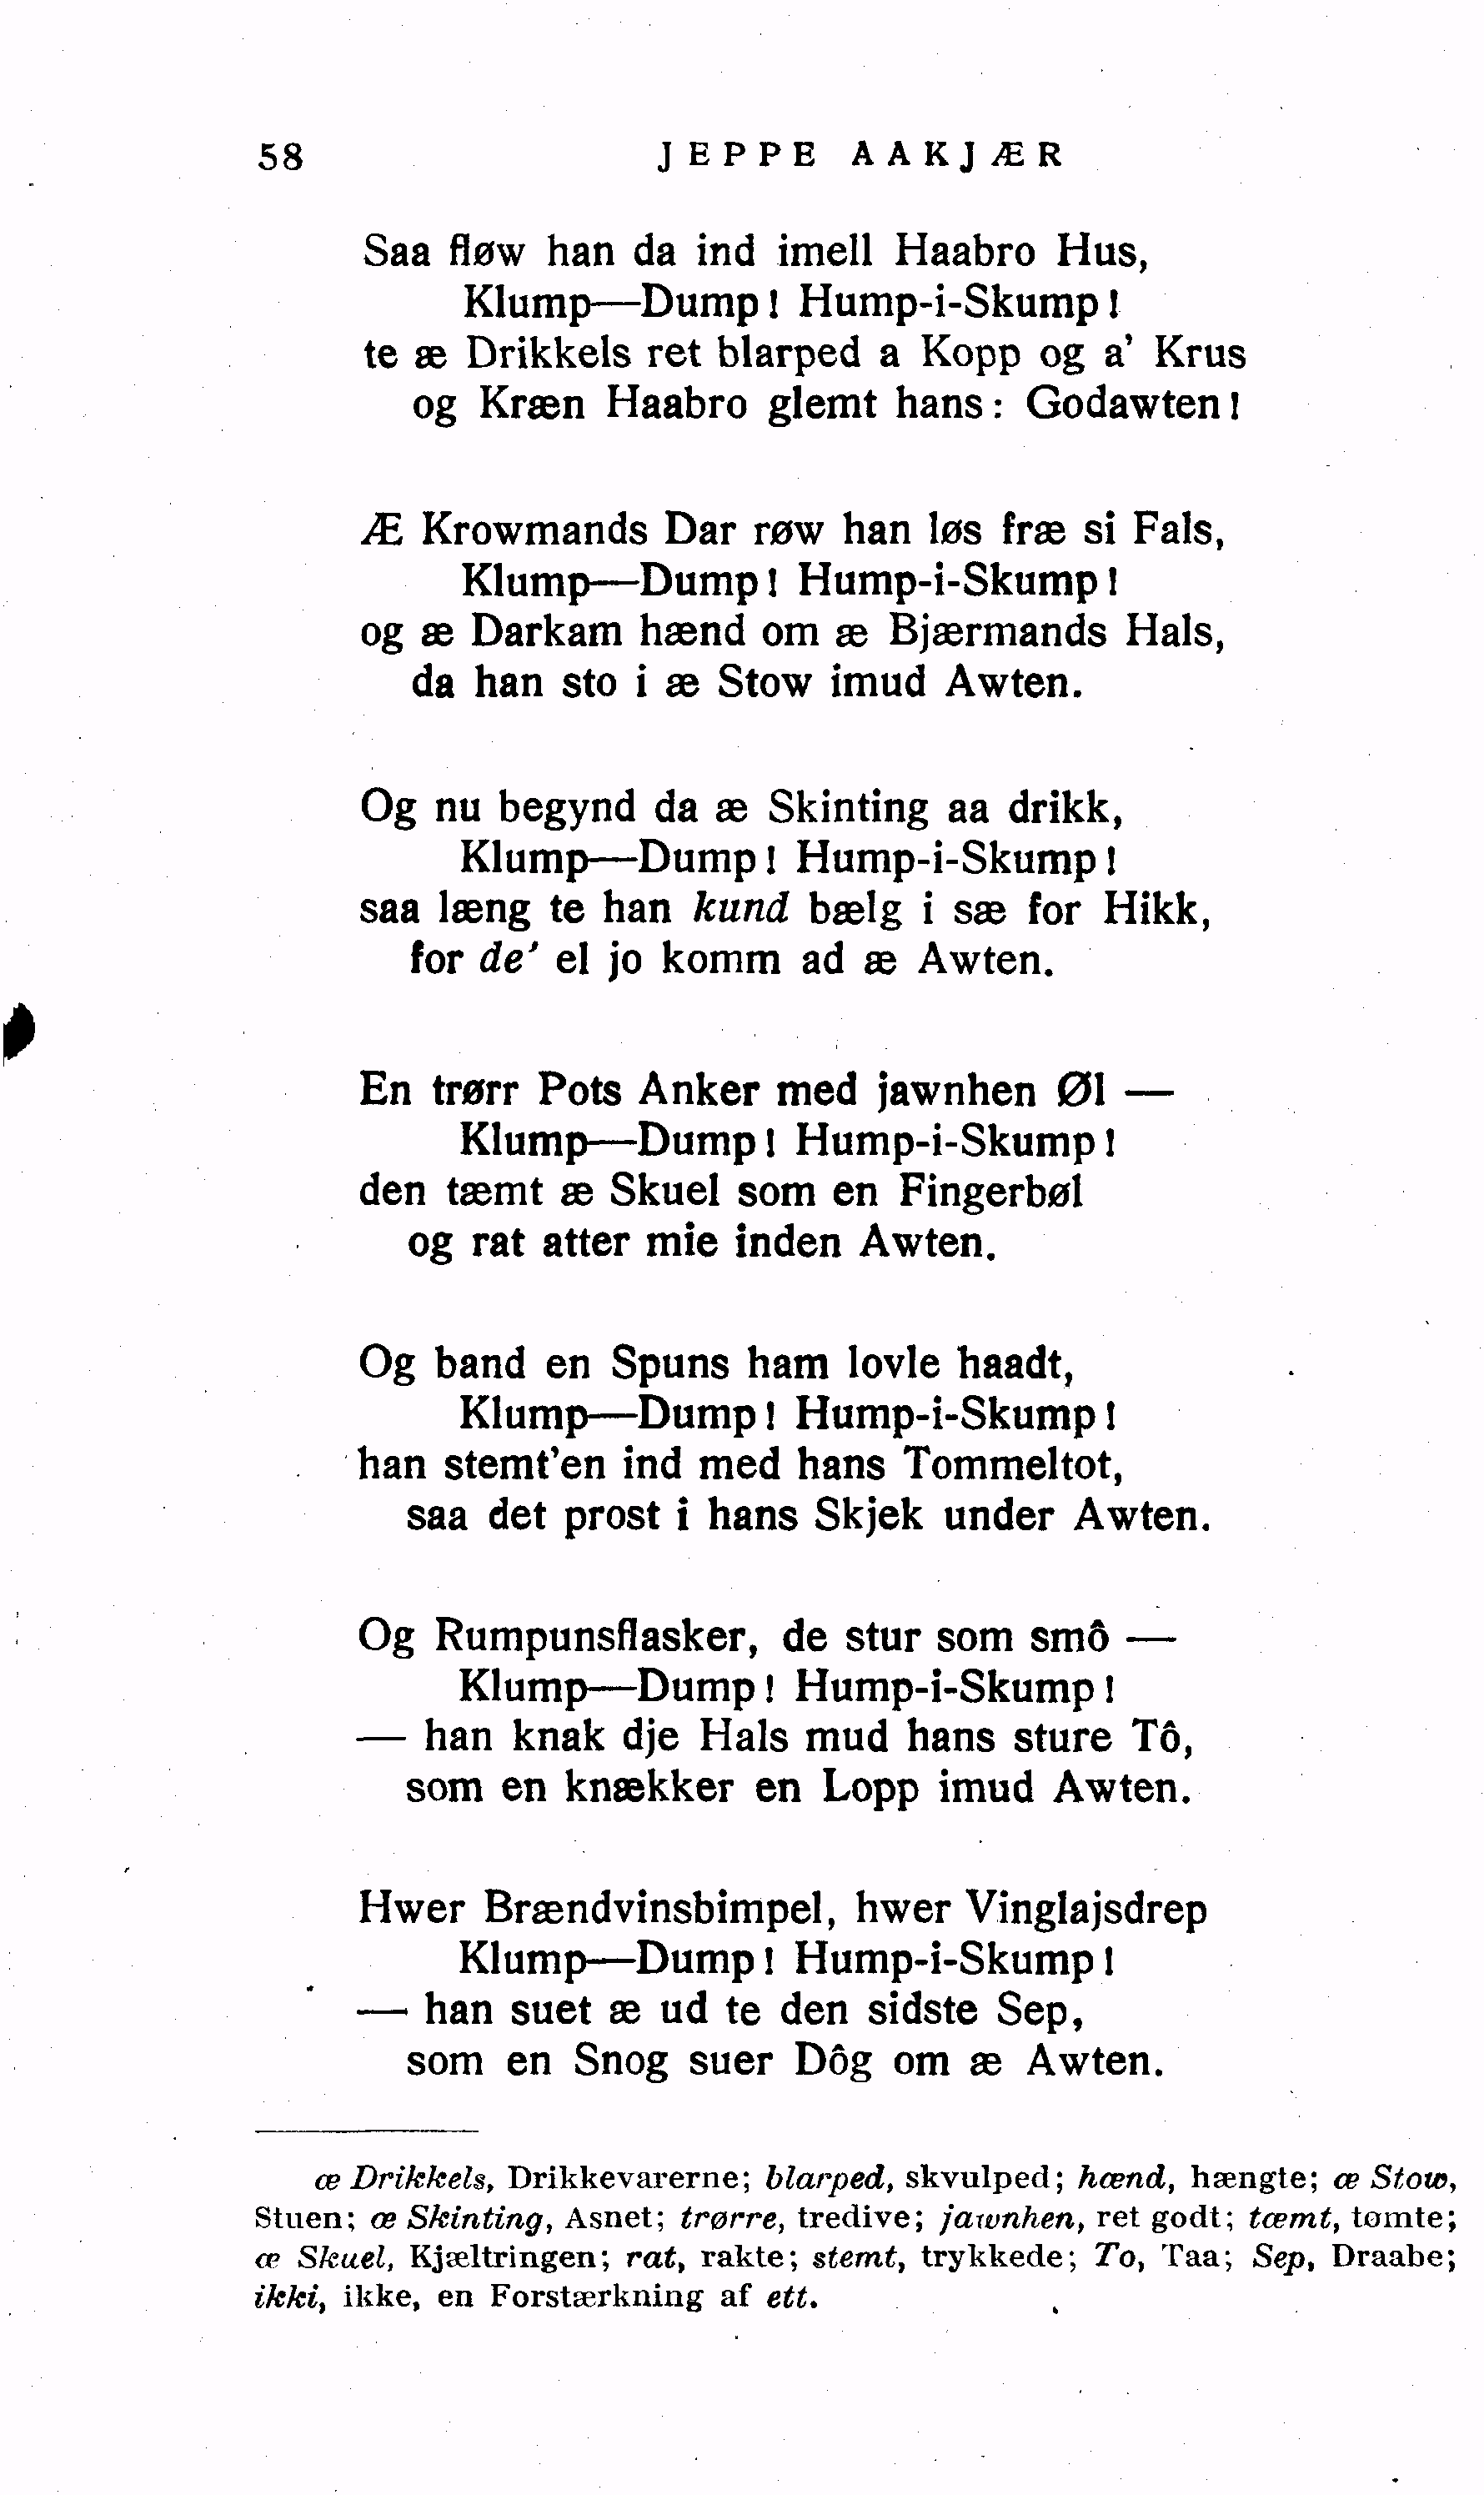 58 JEPPE AAKJÆR
Saa fløw han da ind imell Haabro Hus,
Klump—Dump! Hump-i-Skump!
te æ Drikkels ret blarped a Kopp og a' Krus
og Kræn Haabro glemt hans: Godawten!
Æ Krowmands Dar røw han løs fræ si Fals,
Klump—Dump! Hump-i-Skump!
og æ Darkam hænd om æ Bjærmands Hals,
da han sto i æ Stow imud Awten.
Og nu begynd da æ Skinting aa drikk,
Klump—Dump! Hump-i-Skump!
saa læng te han kund bælg i sæ for Hikk,
for de' el jo komm ad æ Awten.
En trørr Pots Anker med jawnhen Øl —
Klump—Dump! Hump-i-Skump!
den tæmt æ Skuel som en Fingerbøl
og rat atter mie inden Awten.
Og band en Spuns ham lovle haadt,
Klump—Dump! Hump-i-Skump!
han stemt'en ind med hans Tommeltot,
saa det prost i hans Skjek under Awten.
Og Rumpunsflasker, de stur som smô —
Klump—Dump! Hump-i-Skump!
— han knak dje Hals mud hans sture Tô,
som en knækker en Lopp imud Awten.
Hwer Brændvinsbimpel, hwer Vinglajsdrep
Klump—Dump! Hump-i-Skump!
— han suet æ ud te den sidste Sep,
som en Snog suer Dôg om æ Awten.
æ Drikkels, Drikkevarerne; blarped, skvulped; hænd, hængte; æ Stow,
Stuen; æ Skinting, Asnet; trørre, tredive; jawnhen, ret godt; tæmt, tømte;
æ Skuel, Kjæltringen; rat, rakte; stemt, trykkede; To, Taa; Sep, Draabe;
ikki, ikke, en Forstærkning af ett.